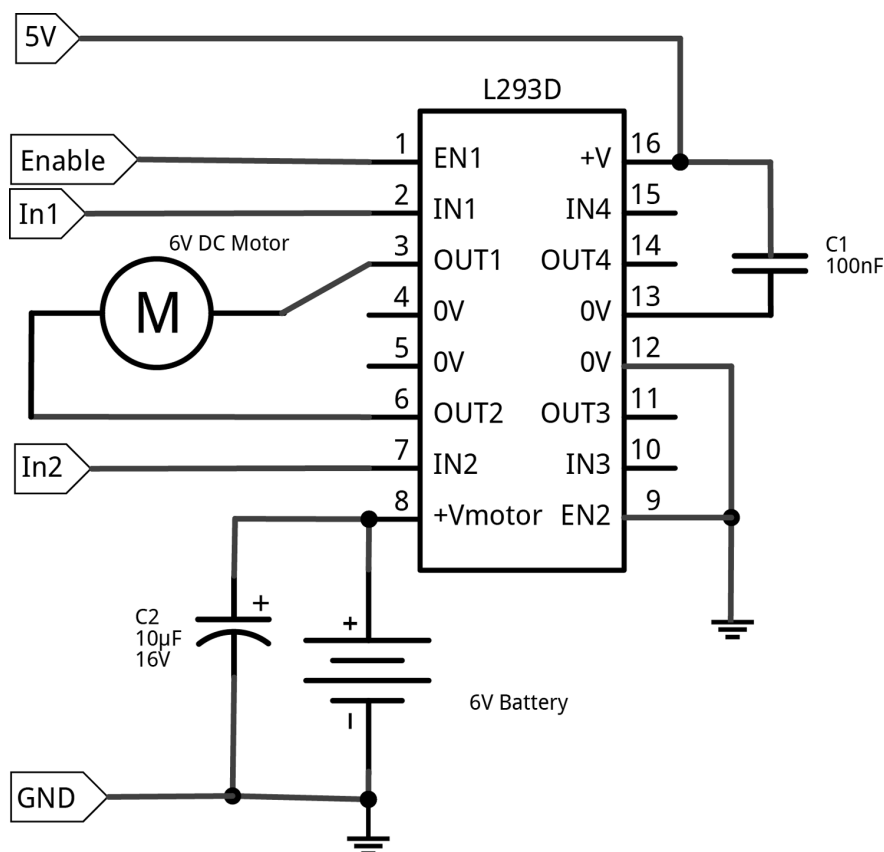 5V
L293D
Enable
1 EN1 +V 16
In1
2 IN1 IN4 15
6V DC Motor
3 OUT1 OUT4 14
C1
100nF
M
4 0V 0V 13
5 0V 0V 12
6 OUT2 OUT3 11
In2
7 IN2 IN3 10
8 +Vmotor EN2 9
+
C2
10µF
16V
+
6V Battery
–
GND